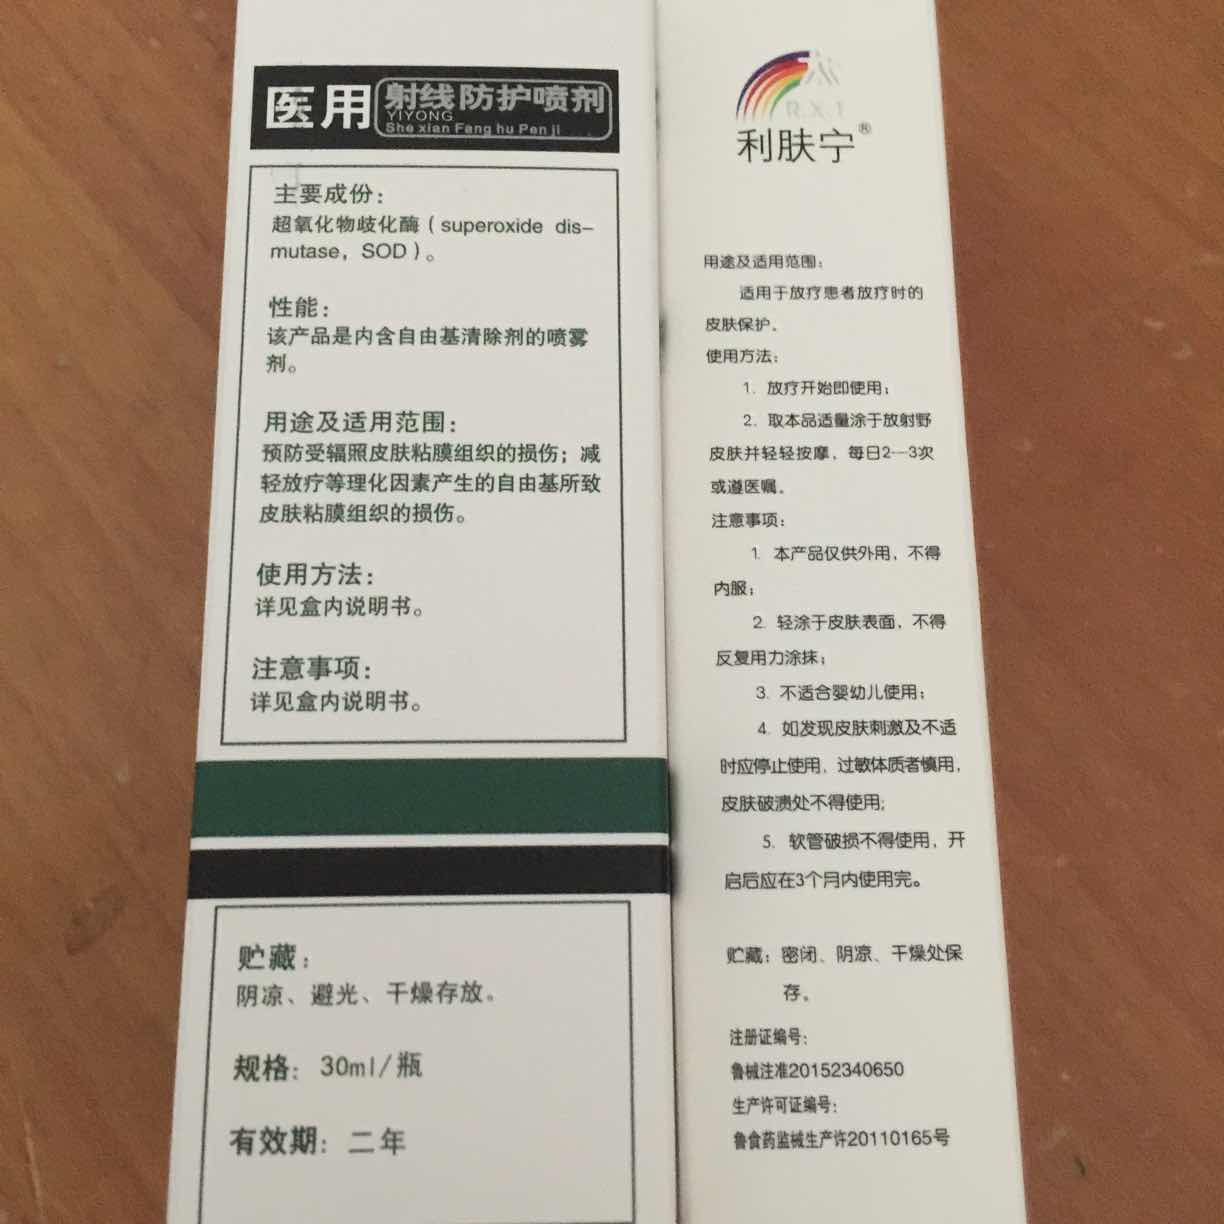 医用
射线防护喷剂
YIYONG
She xian Fang hu Pen ji
主要成份：
超氧化物歧化酶（superoxide dis-
mutase，SOD）。
性能：
该产品是内含自由基清除剂的喷雾
剂。
用途及适用范围：
预防受辐照皮肤粘膜组织的损伤；减
轻放疗等理化因素产生的自由基所致
皮肤粘膜组织的损伤。
使用方法：
详见盒内说明书。
注意事项：
详见盒内说明书。
贮藏：
阴凉、避光、干燥存放。
规格：30ml/瓶
有效期：二年
利肤宁®
用途及适用范围：
适用于放疗患者放疗时的
皮肤保护。
使用方法：
1. 放疗开始即使用；
2. 取本品适量涂于放射野
皮肤并轻轻按摩，每日2—3次
或遵医嘱。
注意事项：
1. 本产品仅供外用，不得
内服；
2. 轻涂于皮肤表面，不得
反复用力涂抹；
3. 不适合婴幼儿使用；
4. 如发现皮肤刺激及不适
时应停止使用，过敏体质者慎用，
皮肤破溃处不得使用；
5. 软管破损不得使用，开
启后应在3个月内使用完。
贮藏：密闭、阴凉、干燥处保
存。
注册证编号：
鲁械注准20152340650
生产许可证编号：
鲁食药监械生产许20110165号